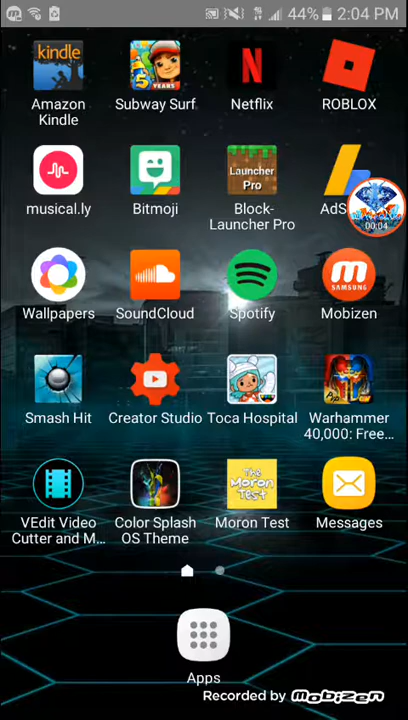 44% 2:04 PM
kindle
5 YEARS
Amazon Kindle
Subway Surf
Netflix
ROBLOX
Launcher Pro
00:04
musical.ly
Bitmoji
Block-
Launcher Pro
AdS
SAMSUNG
Wallpapers
SoundCloud
Spotify
Mobizen
Smash Hit
Creator Studio
Toca Hospital
Warhammer
40,000: Free...
The Moron Test
VEdit Video
Cutter and M...
Color Splash
OS Theme
Moron Test
Messages
Apps
Recorded by Mobizen